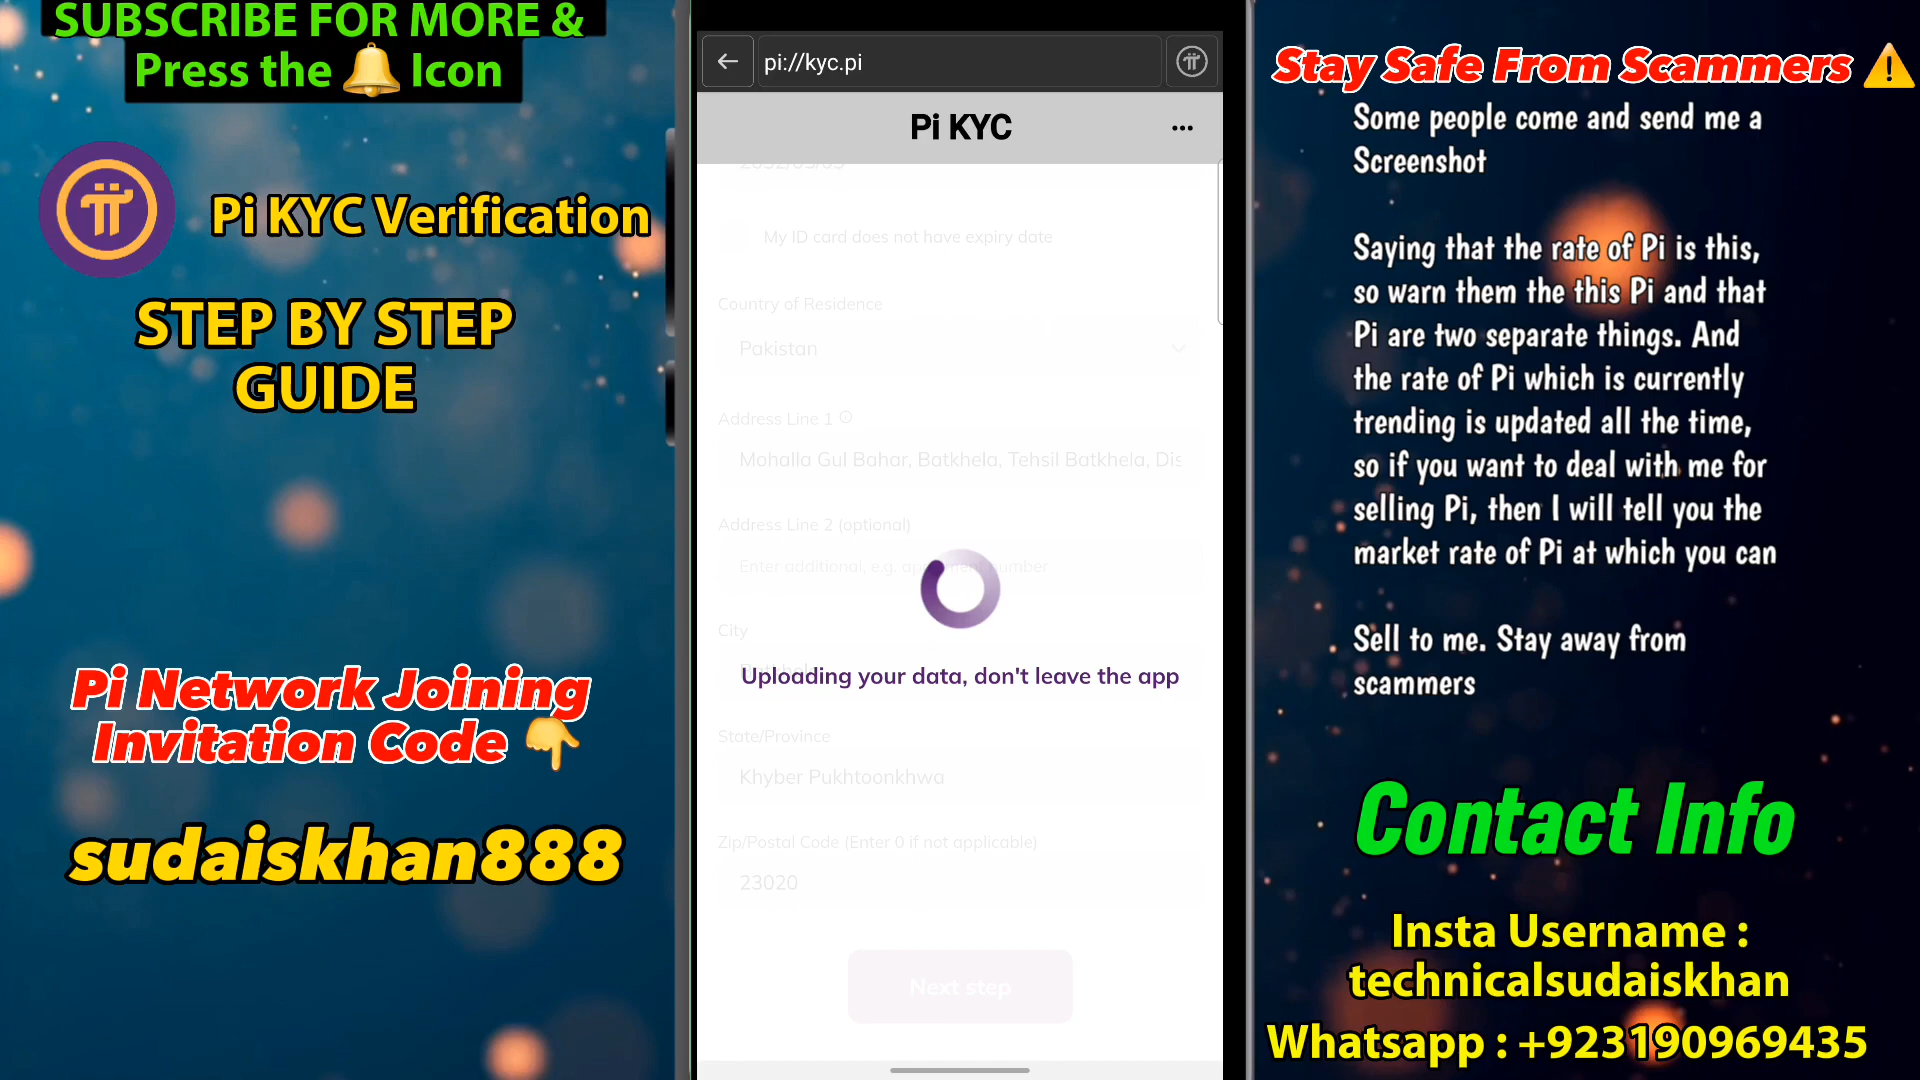 SUBSCRIBE FOR MORE &
Press the 🔔 Icon
Pi KYC Verification
STEP BY STEP
GUIDE
Pi Network Joining
Invitation Code 👇
sudaiskhan888
pi://kyc.pi
Pi KYC
My ID card does not have expiry date
Country of Residence
Pakistan
Address Line 1
Mohalla Gul Bahar, Batkhela, Tehsil Batkhela, Dis
Address Line 2 (optional)
Enter additional, e.g. apartment number
City
Uploading your data, don't leave the app
State/Province
Khyber Pukhtoonkhwa
Zip/Postal Code (Enter 0 if not applicable)
23020
Next step
Stay Safe From Scammers ⚠️
Some people come and send me a
Screenshot
Saying that the rate of Pi is this,
so warn them the this Pi and that
Pi are two separate things. And
the rate of Pi which is currently
trending is updated all the time,
so if you want to deal with me for
selling Pi, then I will tell you the
market rate of Pi at which you can
Sell to me. Stay away from
scammers
Contact Info
Insta Username :
technicalsudaiskhan
Whatsapp : +923190969435